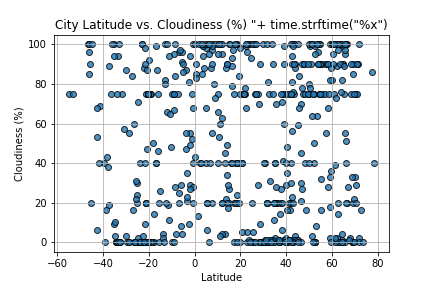 City Latitude vs. Cloudiness (%) "+ time.strftime("%x")
100
80
60
40
20
0
Cloudiness (%)
−60 −40 −20 0 20 40 60 80
Latitude